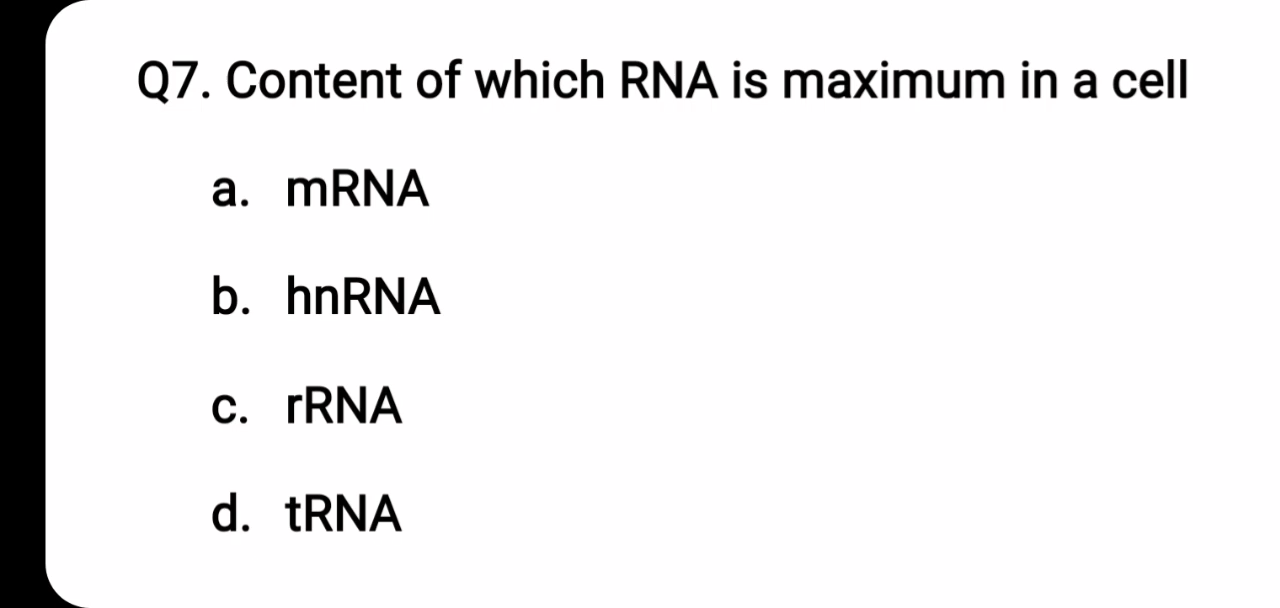 Q7. Content of which RNA is maximum in a cell
a. mRNA
b. hnRNA
c. rRNA
d. tRNA